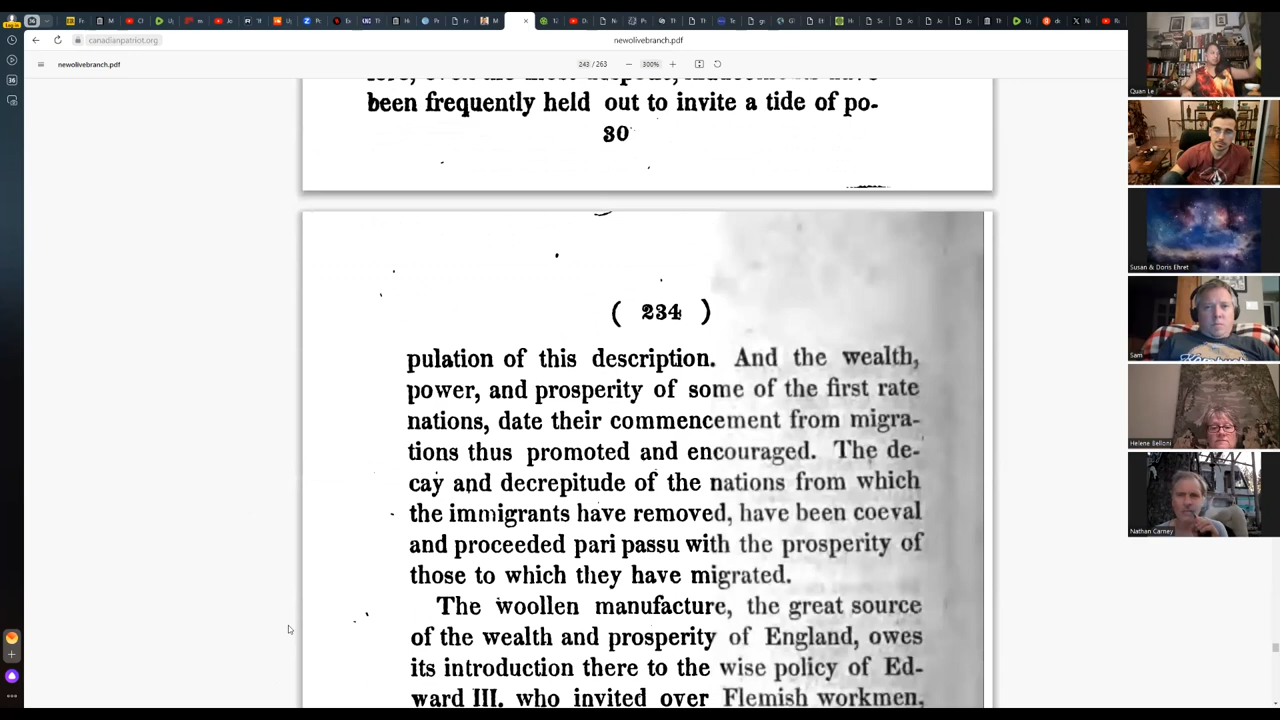 canadianpatriot.org
newolivebranch.pdf
newolivebranch.pdf
243 / 263
300%
been frequently held out to invite a tide of po-
30
( 234 )
pulation of this description. And the wealth,
power, and prosperity of some of the first rate
nations, date their commencement from migra-
tions thus promoted and encouraged. The de-
cay and decrepitude of the nations from which
the immigrants have removed, have been coeval
and proceeded pari passu with the prosperity of
those to which they have migrated.
The woollen manufacture, the great source
of the wealth and prosperity of England, owes
its introduction there to the wise policy of Ed-
ward III. who invited over Flemish workmen,
Quan Le
Susan & Doris Ehret
Sam
Helene Belloni
Nathan Carney